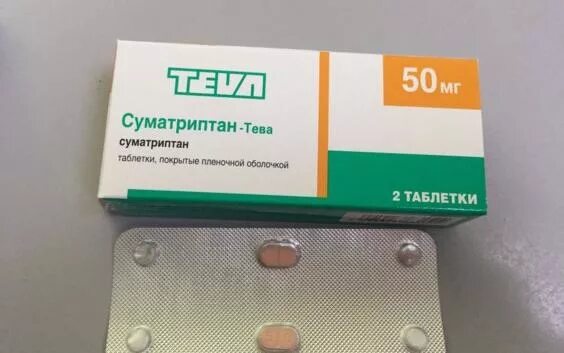 TEVA
50 мг
Суматриптан -Тева
суматриптан
таблетки, покрытые пленочной оболочкой
2 ТАБЛЕТКИ